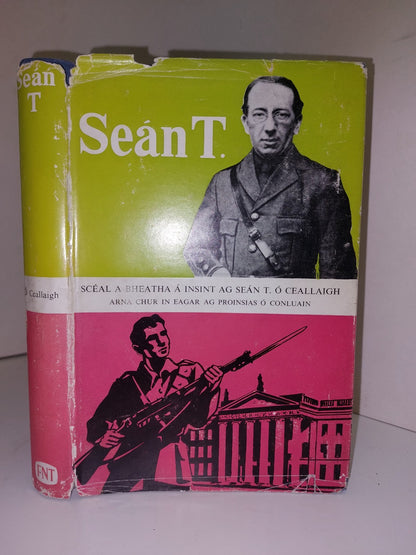 Seán
T
Ceallaigh
FNT
Seán T.
SCÉAL A BHEATHA Á INSINT AG SEÁN T. Ó CEALLAIGH
ARNA CHUR IN EAGAR AG PROINSIAS Ó CONLUAIN